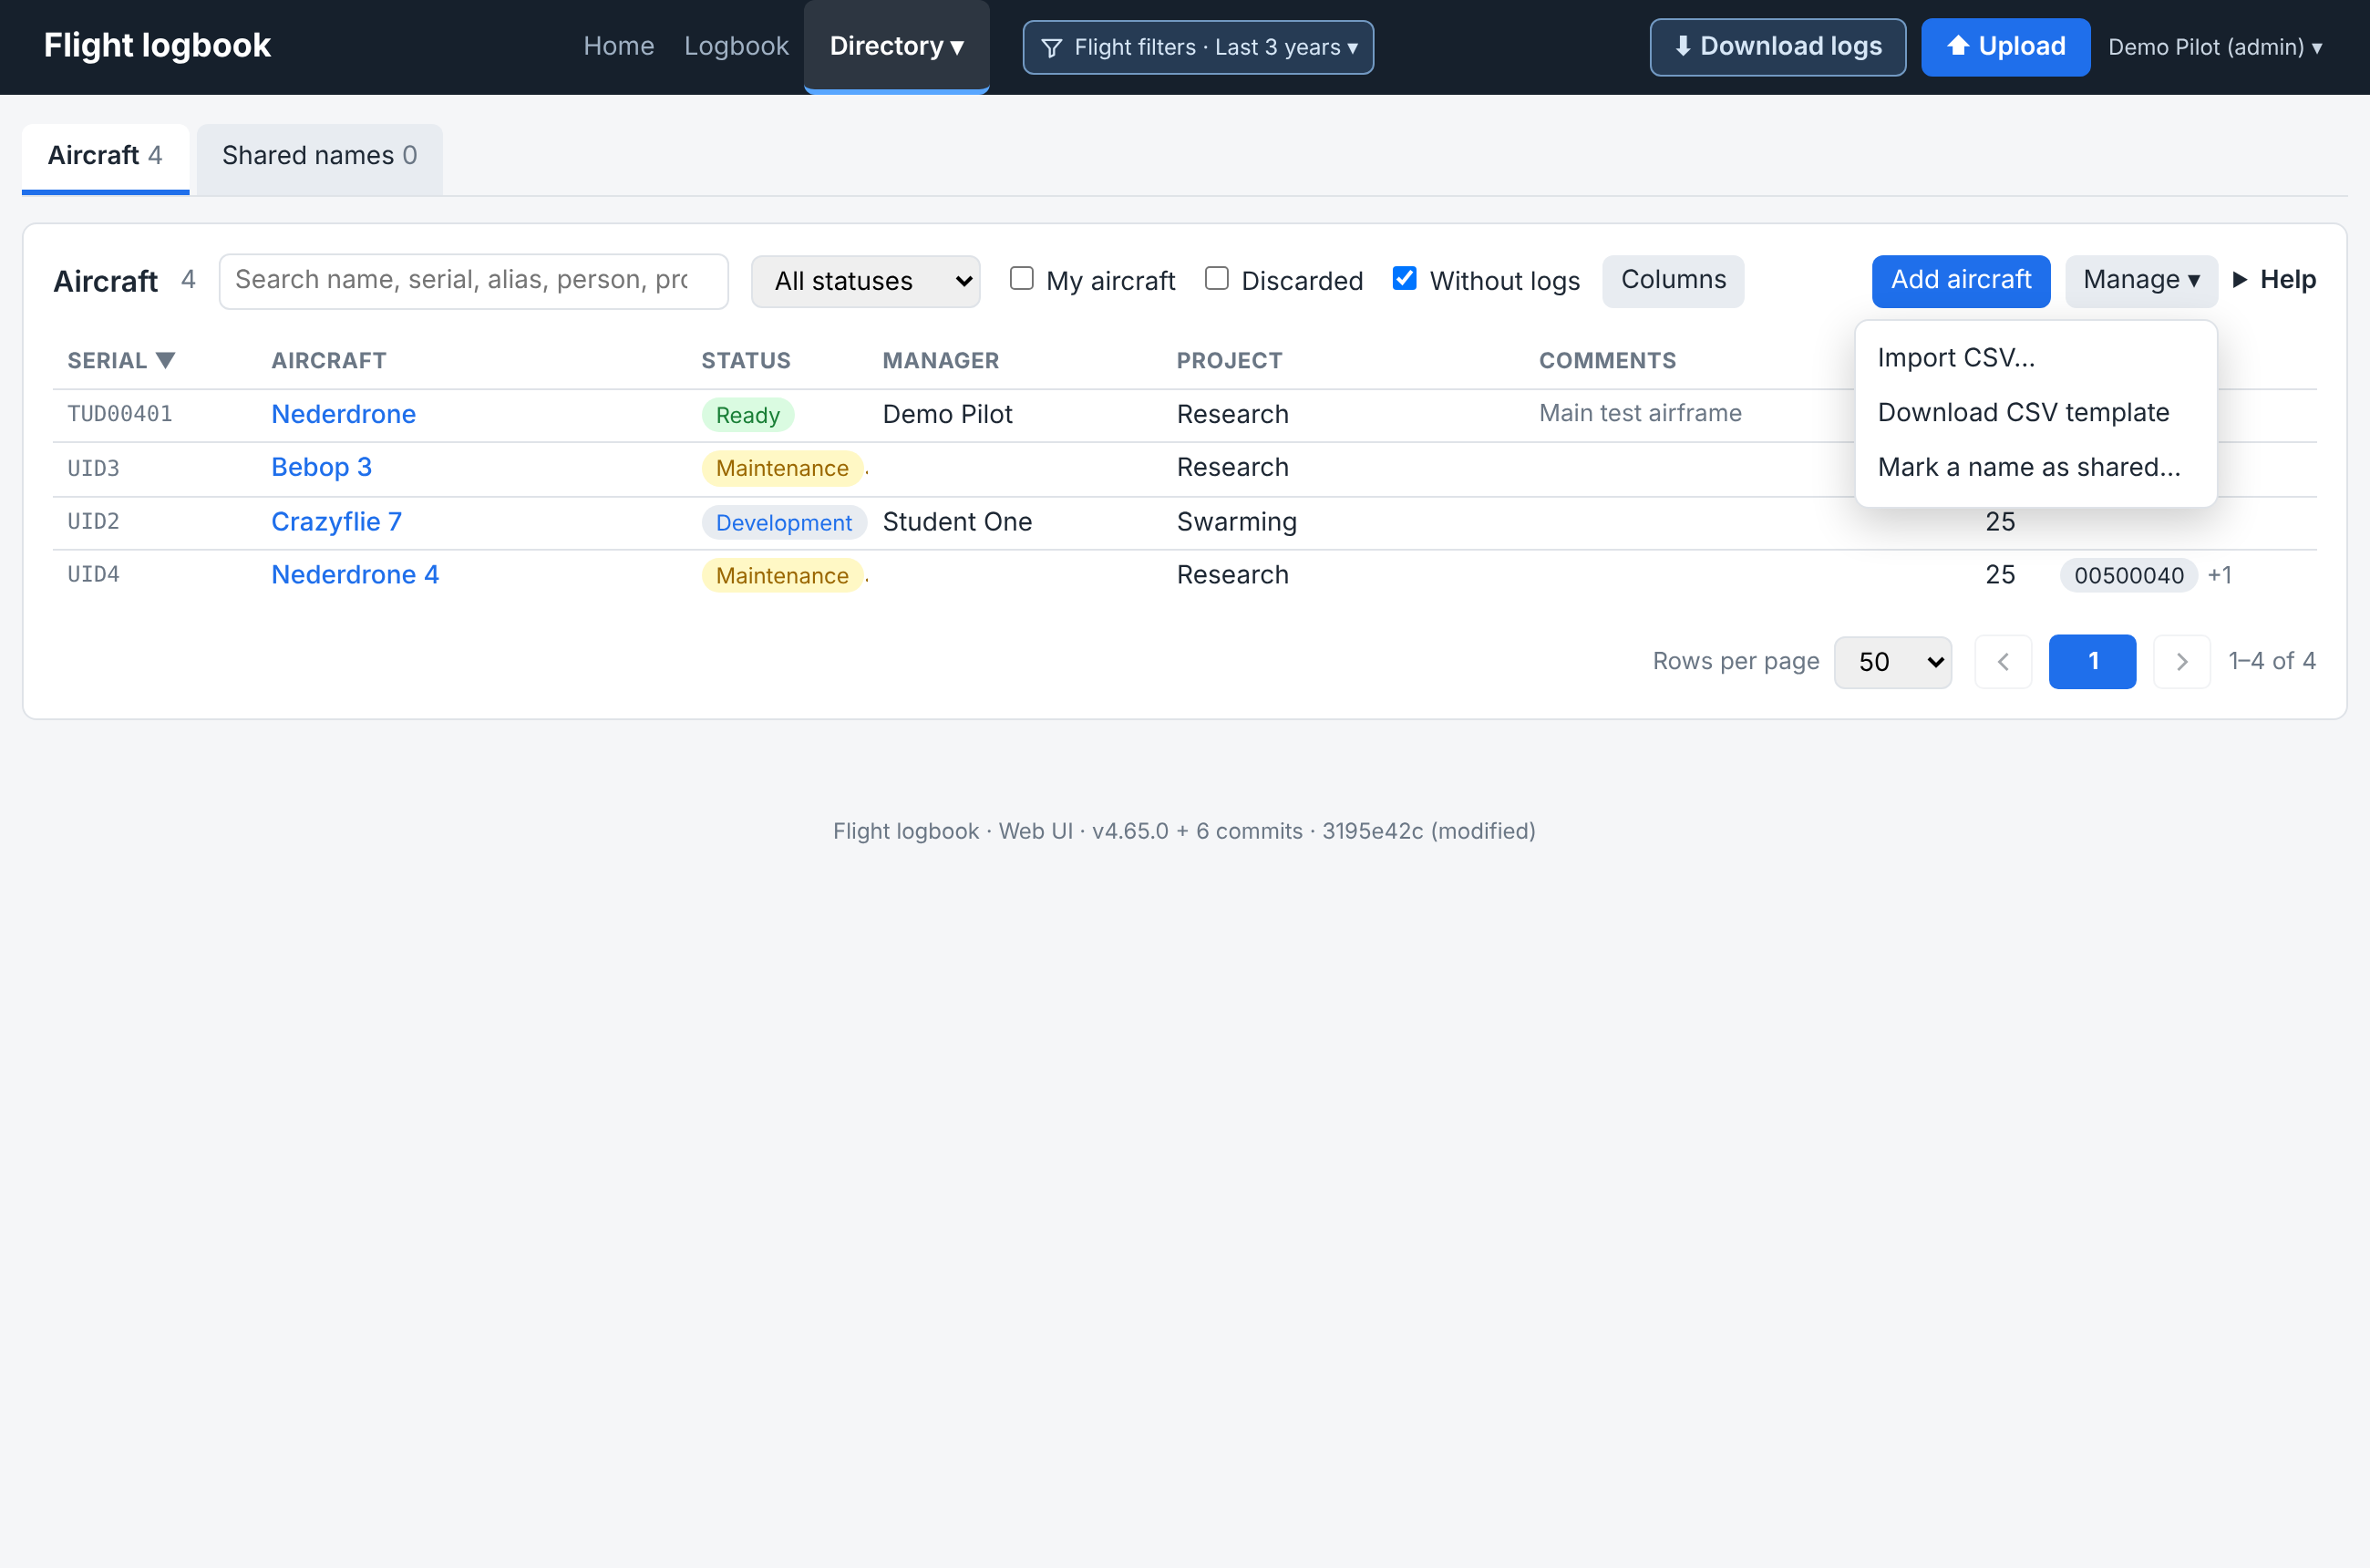 Flight logbook Home Logbook Directory ▾ Flight filters · Last 3 years ▾ ⬇ Download logs ⬆ Upload Demo Pilot (admin) ▾
Aircraft 4 Shared names 0
Aircraft 4 Search name, serial, alias, person, pro All statuses My aircraft Discarded Without logs Columns Add aircraft Manage ▾ ▶ Help
SERIAL ▼ AIRCRAFT STATUS MANAGER PROJECT COMMENTS
Import CSV...
Download CSV template
Mark a name as shared...
TUD00401 Nederdrone Ready Demo Pilot Research Main test airframe
UID3 Bebop 3 Maintenance Research
UID2 Crazyflie 7 Development Student One Swarming 25
UID4 Nederdrone 4 Maintenance Research 25 00500040 +1
Rows per page 50 ‹ 1 › 1–4 of 4
Flight logbook · Web UI · v4.65.0 + 6 commits · 3195e42c (modified)